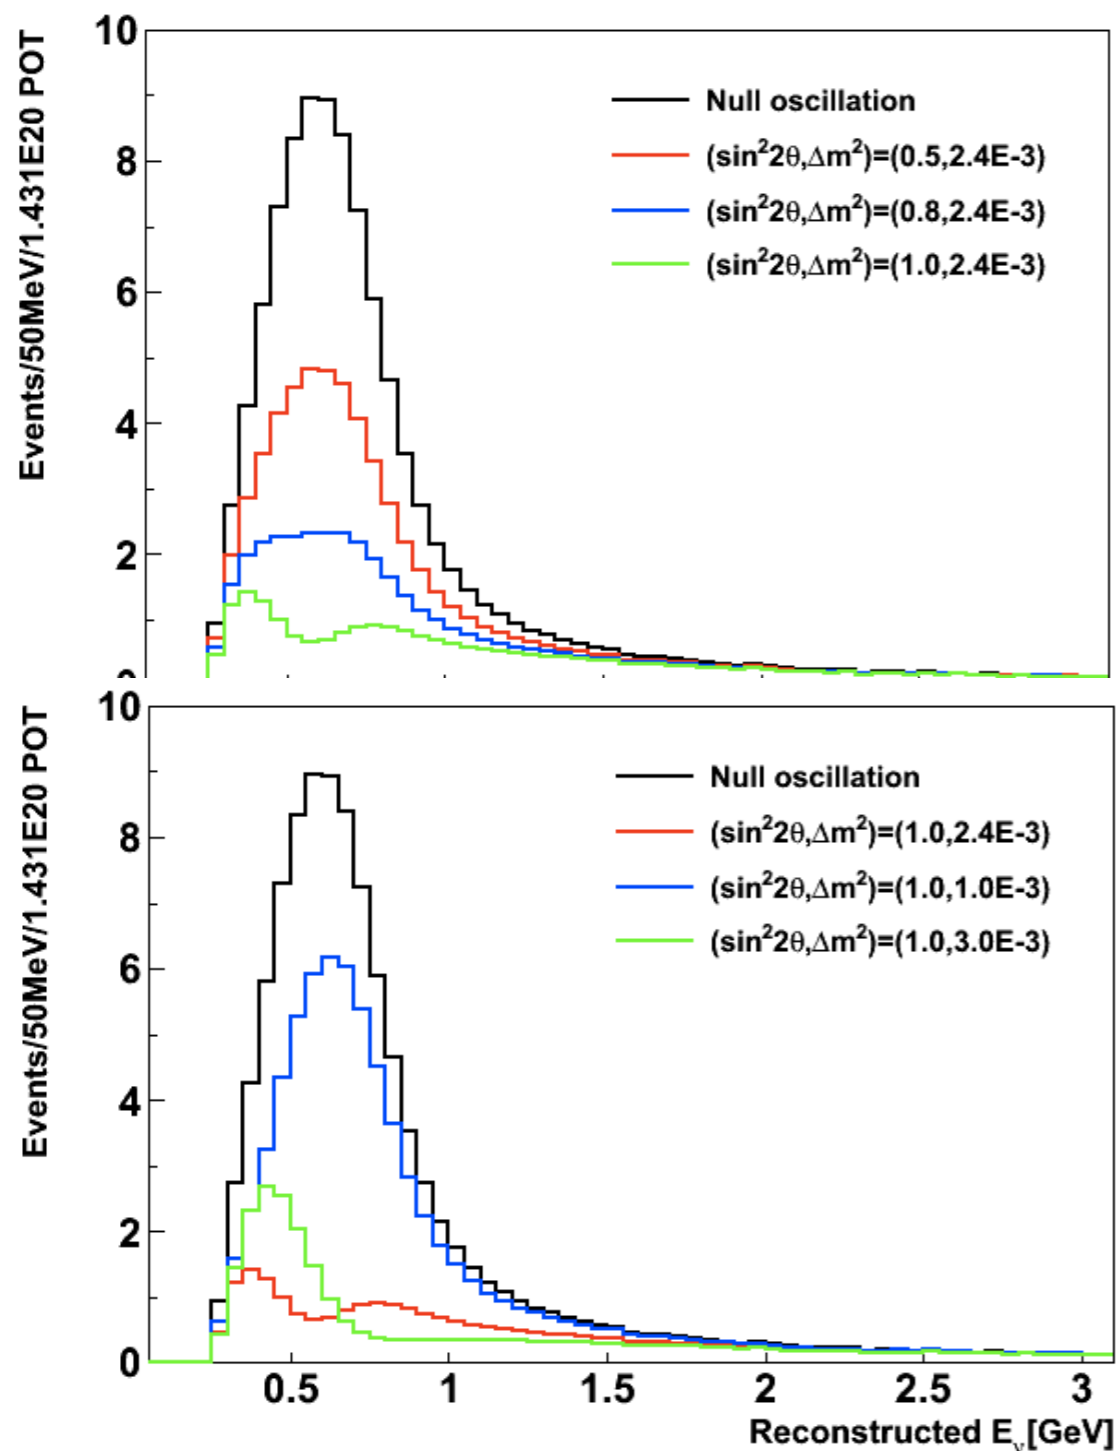 Events/50MeV/1.431E20 POT
10
8
6
4
2
0
Null oscillation
(sin²2θ,Δm²)=(0.5,2.4E-3)
(sin²2θ,Δm²)=(0.8,2.4E-3)
(sin²2θ,Δm²)=(1.0,2.4E-3)
Events/50MeV/1.431E20 POT
10
8
6
4
2
0
Null oscillation
(sin²2θ,Δm²)=(1.0,2.4E-3)
(sin²2θ,Δm²)=(1.0,1.0E-3)
(sin²2θ,Δm²)=(1.0,3.0E-3)
0.5 1 1.5 2 2.5 3
Reconstructed Eᵥ[GeV]